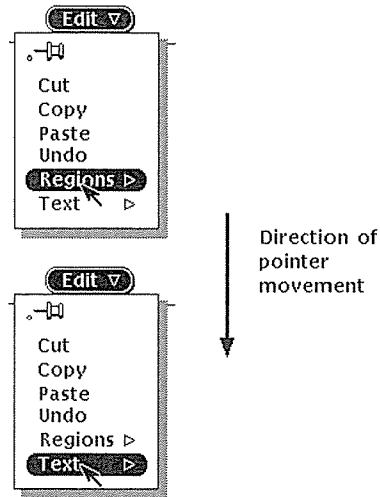 Edit
Cut
Copy
Paste
Undo
Regions
Text
Direction of
pointer
movement
Edit
Cut
Copy
Paste
Undo
Regions
Text